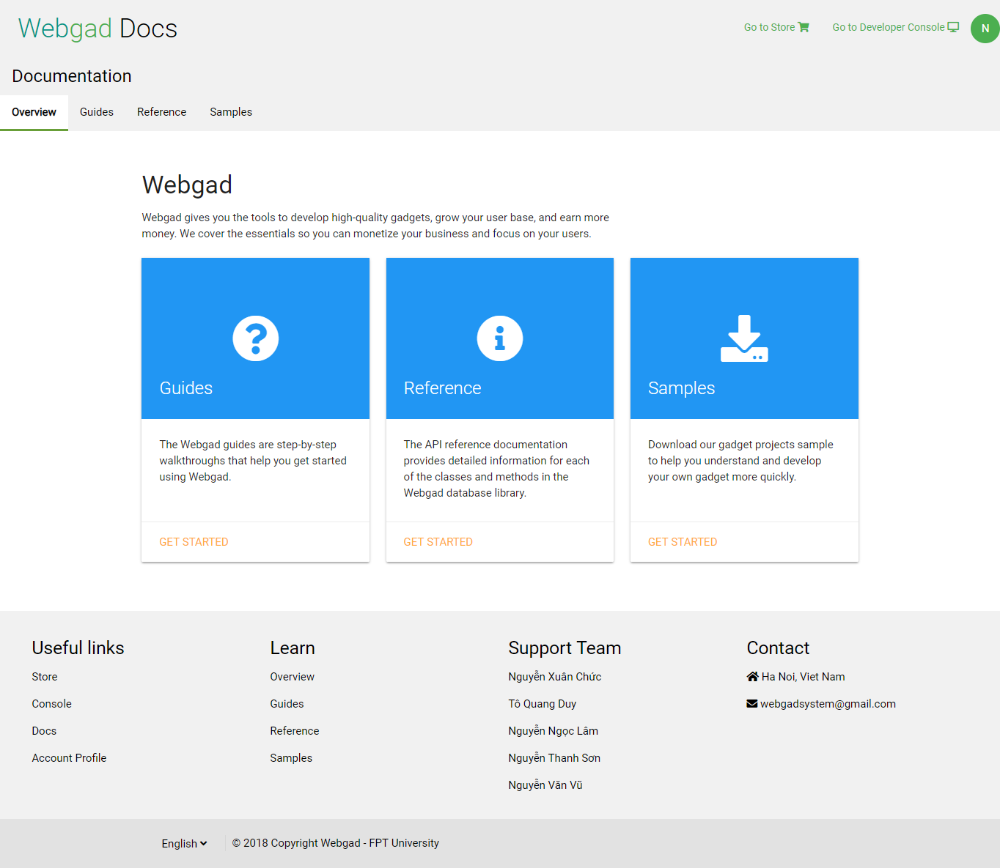 Webgad Docs
Go to Store
Go to Developer Console
N
Documentation
Overview
Guides
Reference
Samples
Webgad
Webgad gives you the tools to develop high-quality gadgets, grow your user base, and earn more
money. We cover the essentials so you can monetize your business and focus on your users.
Guides
The Webgad guides are step-by-step
walkthroughs that help you get started
using Webgad.
GET STARTED
Reference
The API reference documentation
provides detailed information for each
of the classes and methods in the
Webgad database library.
GET STARTED
Samples
Download our gadget projects sample
to help you understand and develop
your own gadget more quickly.
GET STARTED
Useful links
Store
Console
Docs
Account Profile
Learn
Overview
Guides
Reference
Samples
Support Team
Nguyễn Xuân Chức
Tô Quang Duy
Nguyễn Ngọc Lâm
Nguyễn Thanh Sơn
Nguyễn Văn Vũ
Contact
Ha Noi, Viet Nam
webgadsystem@gmail.com
English
© 2018 Copyright Webgad - FPT University